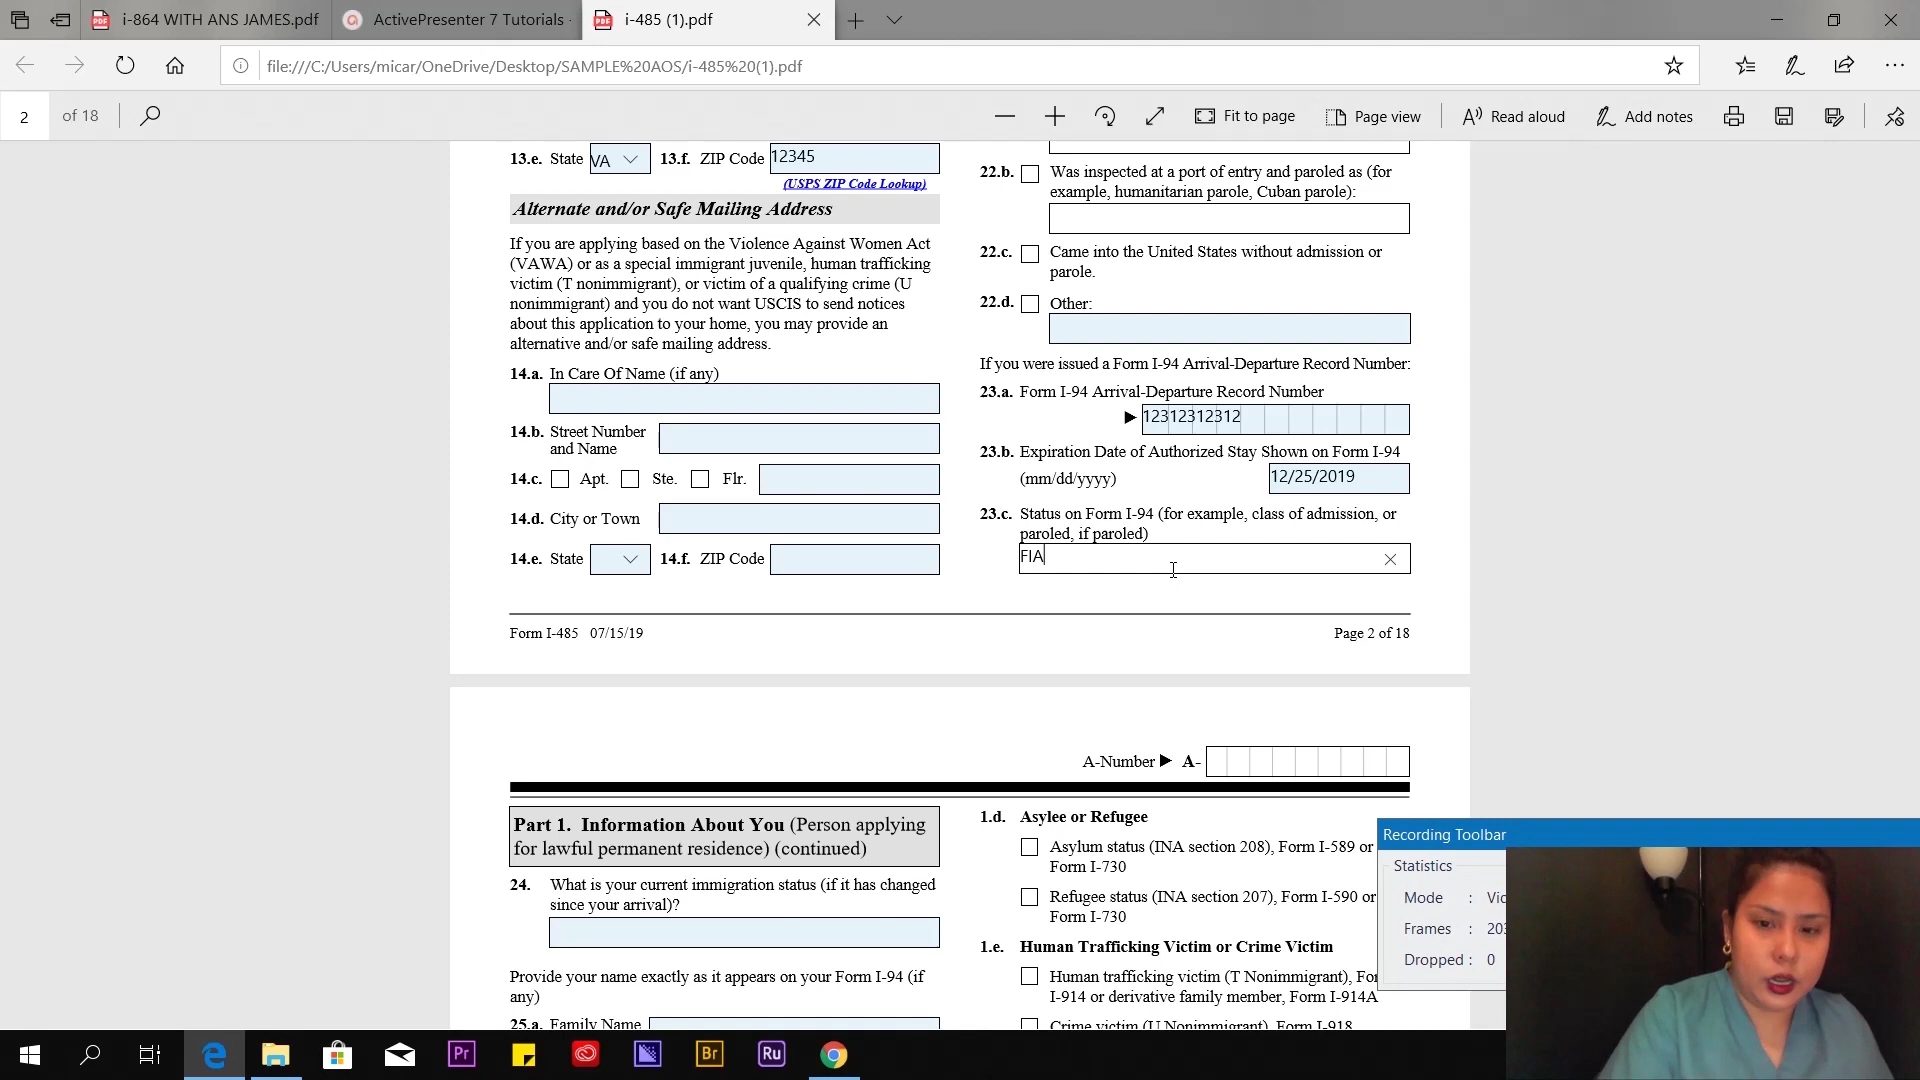 i-864 WITH ANS JAMES.pdf
ActivePresenter 7 Tutorials -
i-485 (1).pdf
file:///C:/Users/micar/OneDrive/Desktop/SAMPLE%20AOS/i-485%20(1).pdf
2 of 18
Fit to page
Page view
Read aloud
Add notes
13.e. State VA 13.f. ZIP Code 12345
(USPS ZIP Code Lookup)
Alternate and/or Safe Mailing Address
If you are applying based on the Violence Against Women Act
(VAWA) or as a special immigrant juvenile, human trafficking
victim (T nonimmigrant), or victim of a qualifying crime (U
nonimmigrant) and you do not want USCIS to send notices
about this application to your home, you may provide an
alternative and/or safe mailing address.
14.a. In Care Of Name (if any)
14.b. Street Number
and Name
14.c. Apt. Ste. Flr.
14.d. City or Town
14.e. State 14.f. ZIP Code
22.b. Was inspected at a port of entry and paroled as (for
example, humanitarian parole, Cuban parole):
22.c. Came into the United States without admission or
parole.
22.d. Other:
If you were issued a Form I-94 Arrival-Departure Record Number:
23.a. Form I-94 Arrival-Departure Record Number
12312312312
23.b. Expiration Date of Authorized Stay Shown on Form I-94
(mm/dd/yyyy) 12/25/2019
23.c. Status on Form I-94 (for example, class of admission, or
paroled, if paroled)
FIA
Form I-485 07/15/19
Page 2 of 18
A-Number A-
Part 1. Information About You (Person applying
for lawful permanent residence) (continued)
24. What is your current immigration status (if it has changed
since your arrival)?
Provide your name exactly as it appears on your Form I-94 (if
any)
25.a. Family Name
1.d. Asylee or Refugee
Asylum status (INA section 208), Form I-589 or
Form I-730
Refugee status (INA section 207), Form I-590 or
Form I-730
1.e. Human Trafficking Victim or Crime Victim
Human trafficking victim (T Nonimmigrant), For
I-914 or derivative family member, Form I-914A
Crime victim (U Nonimmigrant), Form I-918
Recording Toolbar
Statistics
Mode : Vic
Frames : 203
Dropped : 0
Pr
Br
Ru